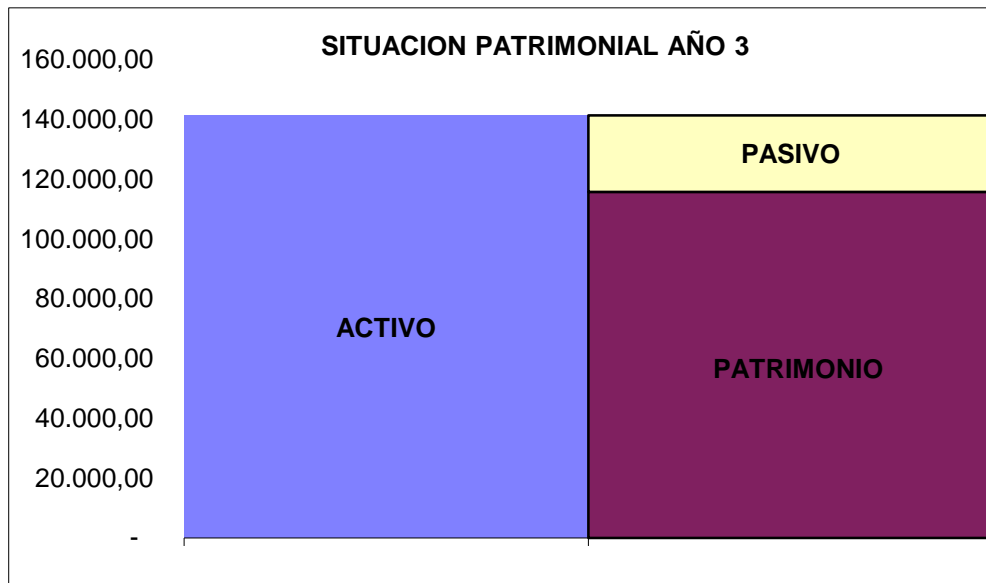 SITUACION PATRIMONIAL AÑO 3
160.000,00
140.000,00
120.000,00
100.000,00
80.000,00
60.000,00
40.000,00
20.000,00
-
ACTIVO
PASIVO
PATRIMONIO